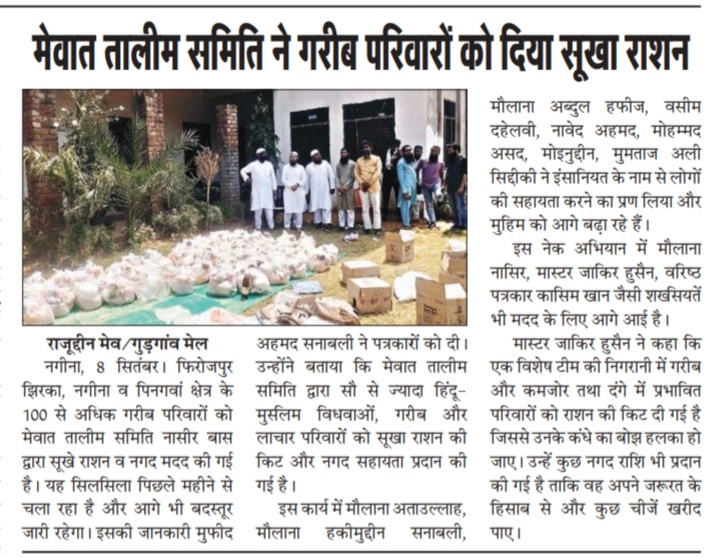 मेवात तालीम समिति ने गरीब परिवारों को दिया सूखा राशन
राजूद्दीन मेव/गुड़गांव मेल
नगीना, 8 सितंबर। फिरोजपुर
झिरका, नगीना व पिनगवां क्षेत्र के
100 से अधिक गरीब परिवारों को
मेवात तालीम समिति नासीर बास
द्वारा सूखे राशन व नगद मदद की गई
है। यह सिलसिला पिछले महीने से
चला रहा है और आगे भी बदस्तूर
जारी रहेगा। इसकी जानकारी मुफीद
अहमद सनाबली ने पत्रकारों को दी।
उन्होंने बताया कि मेवात तालीम
समिति द्वारा सौ से ज्यादा हिंदू-
मुस्लिम विधवाओं, गरीब और
लाचार परिवारों को सूखा राशन की
किट और नगद सहायता प्रदान की
गई है।
इस कार्य में मौलाना अताउल्लाह,
मौलाना हकीमुद्दीन सनाबली,
मौलाना अब्दुल हफीज, वसीम
दहेलवी, नावेद अहमद, मोहम्मद
असद, मोइनुद्दीन, मुमताज अली
सिद्दीकी ने इंसानियत के नाम से लोगों
की सहायता करने का प्रण लिया और
मुहिम को आगे बढ़ा रहे हैं।
इस नेक अभियान में मौलाना
नासिर, मास्टर जाकिर हुसैन, वरिष्ठ
पत्रकार कासिम खान जैसी शखसियतें
भी मदद के लिए आगे आई है।
मास्टर जाकिर हुसैन ने कहा कि
एक विशेष टीम की निगरानी में गरीब
और कमजोर तथा दंगे में प्रभावित
परिवारों को राशन की किट दी गई है
जिससे उनके कंधे का बोझ हलका हो
जाए। उन्हें कुछ नगद राशि भी प्रदान
की गई है ताकि वह अपने जरूरत के
हिसाब से और कुछ चीजें खरीद
पाए।